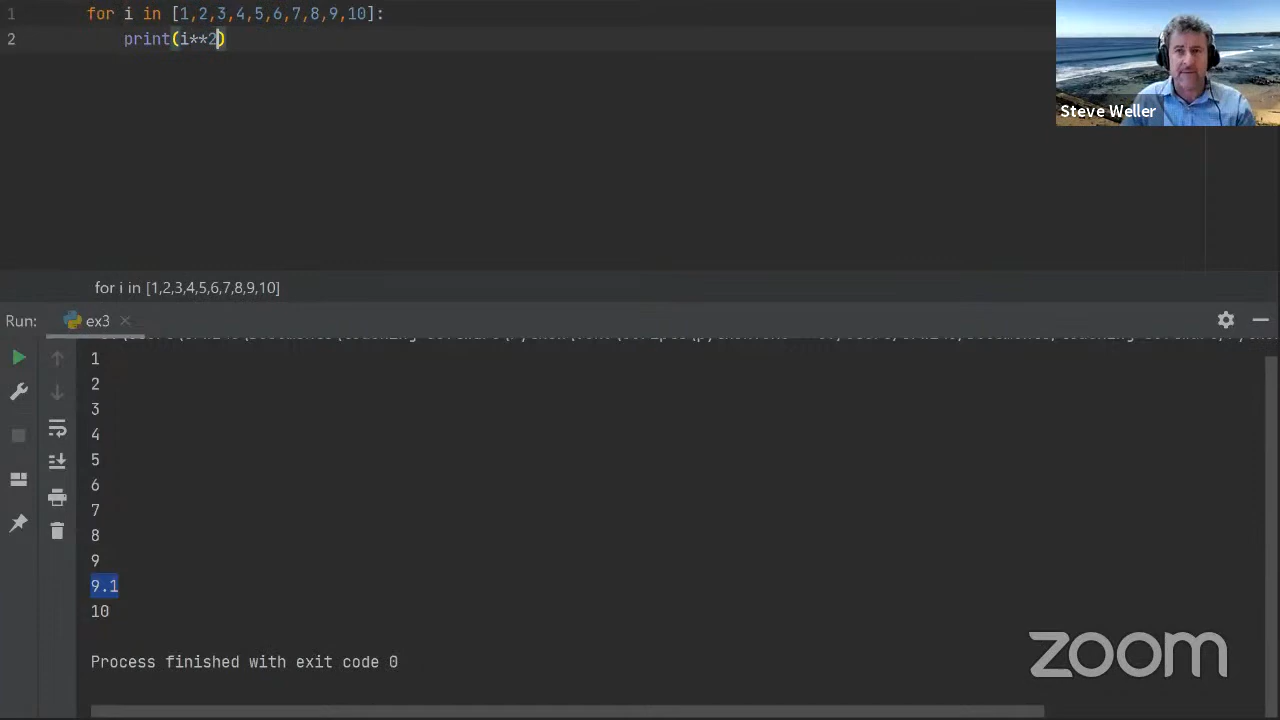 1 for i in [1,2,3,4,5,6,7,8,9,10]:
2 print(i**2)
Steve Weller
for i in [1,2,3,4,5,6,7,8,9,10]
Run: ex3
1
2
3
4
5
6
7
8
9
9.1
10
Process finished with exit code 0
zoom